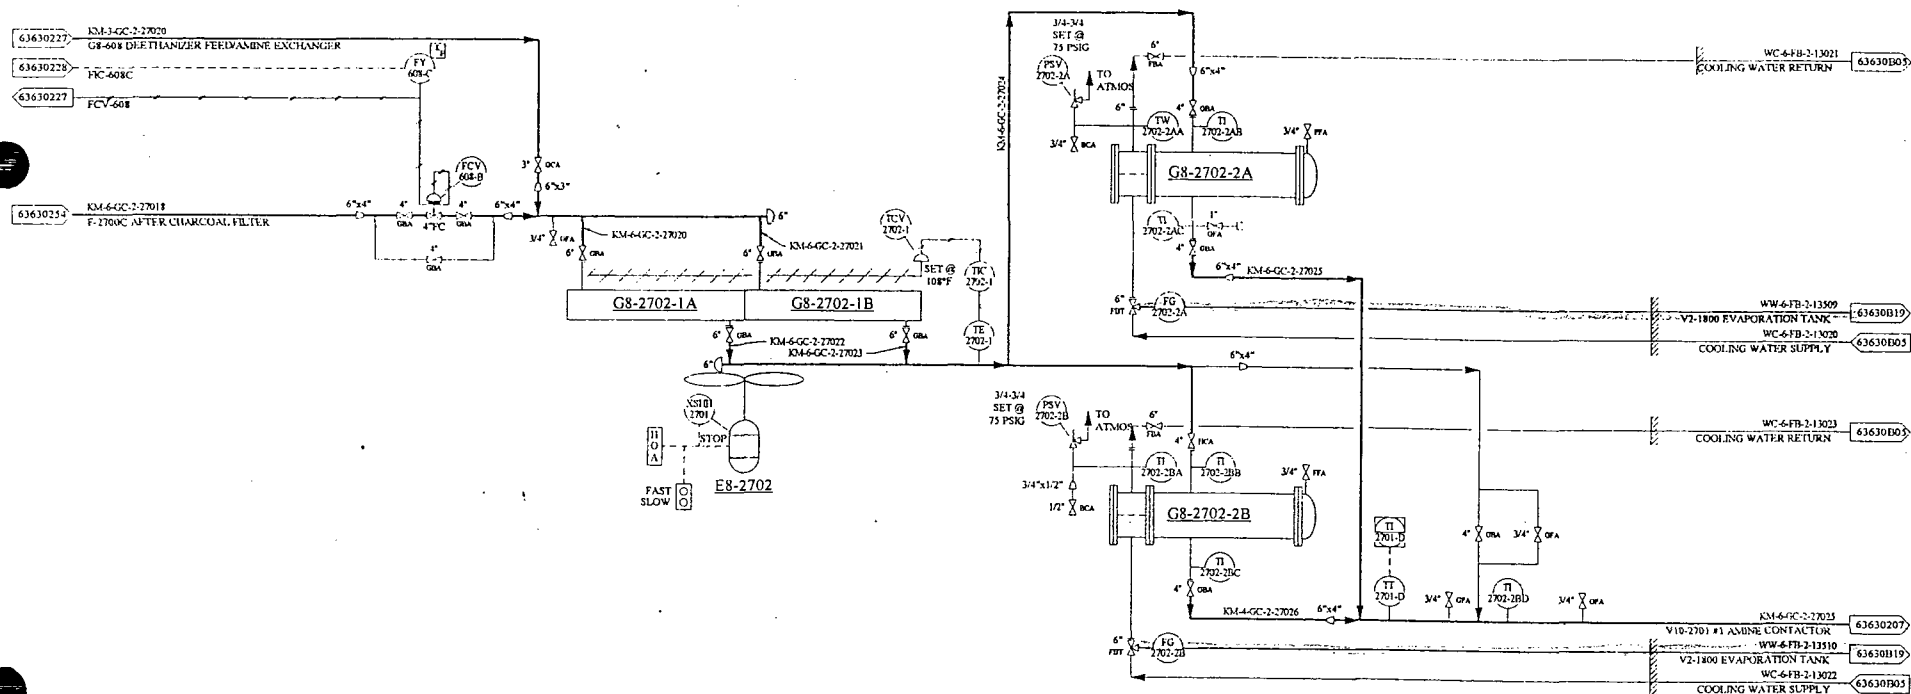 KM-3-GC-2-27020
63630227
G8-608 DEETHANIZER FEED/AMINE EXCHANGER
63630228
FIC-608C
FY
608-C
63630227
FCV-608
FCV
608-B
3"
OCA
6"x3"
63630254
KM-6-GC-2-27018
F-2700C AFTER CHARCOAL FILTER
6"x4"
4"
GBA
4"FC
4"
GBA
6"x4"
4"
GBA
3/4"
GFA
6"
GBA
KM-6-GC-2-27020
6"
GBA
KM-6-GC-2-27021
6"
TCV
2702-1
SET @
108°F
TIC
2702-1
TE
2702-1
G8-2702-1A
G8-2702-1B
6"
GBA
KM-6-GC-2-27022
KM-6-GC-2-27023
6"
GBA
6"
XS101
2701
STOP
H
O
A
FAST
SLOW
E8-2702
KM-6-GC-2-27024
3/4-3/4
SET @
75 PSIG
PSV
2702-2A
TO
ATMOS
6"
FBA
6"
6"x4"
4"
GBA
TW
2702-2AA
TI
2702-2AB
3/4"
BCA
3/4"
FFA
G8-2702-2A
TI
2702-2AC
1"
GFA
4"
GBA
6"x4"
KM-6-GC-2-27025
6"
FDT
FG
2702-2A
WC-6-FB-2-13021
COOLING WATER RETURN
63630B05
WW-6-FB-2-13509
V2-1800 EVAPORATION TANK
63630B19
WC-6-FB-2-13020
COOLING WATER SUPPLY
63630B05
6"x4"
3/4-3/4
SET @
75 PSIG
PSV
2702-2B
TO
ATMOS
6"
FBA
4"
BCA
TI
2702-2BA
TI
2702-2BB
3/4"x1/2"
1/2"
BCA
3/4"
FFA
G8-2702-2B
TI
2702-2BC
4"
GBA
KM-4-GC-2-27026
6"x4"
6"
FDT
FG
2702-2B
WC-6-FB-2-13023
COOLING WATER RETURN
63630B05
TI
2701-D
TT
2701-D
4"
GBA
3/4"
GFA
3/4"
GFA
TI
2702-2BD
3/4"
GFA
KM-6-GC-2-27025
V10-2701 #1 AMINE CONTACTOR
63630207
WW-6-FB-2-13510
V2-1800 EVAPORATION TANK
63630B19
WC-6-FB-2-13022
COOLING WATER SUPPLY
63630B05